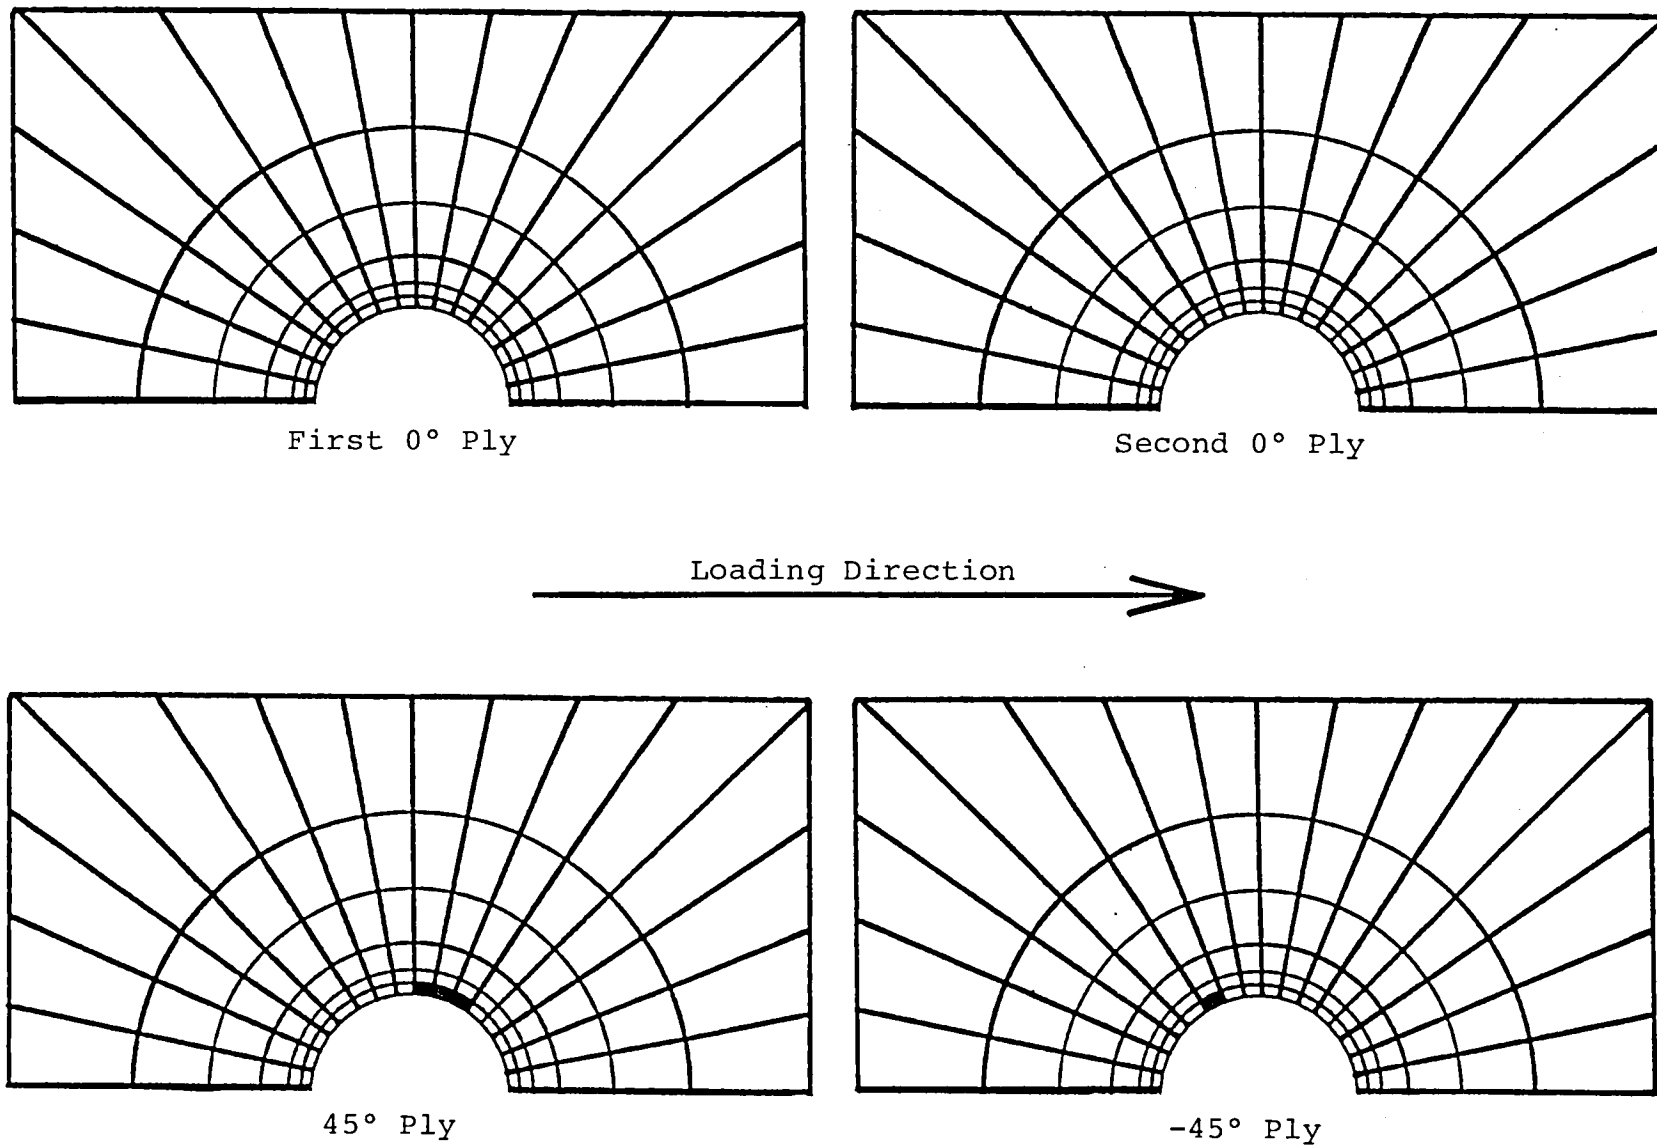 First 0° Ply
Second 0° Ply
Loading Direction
45° Ply
-45° Ply